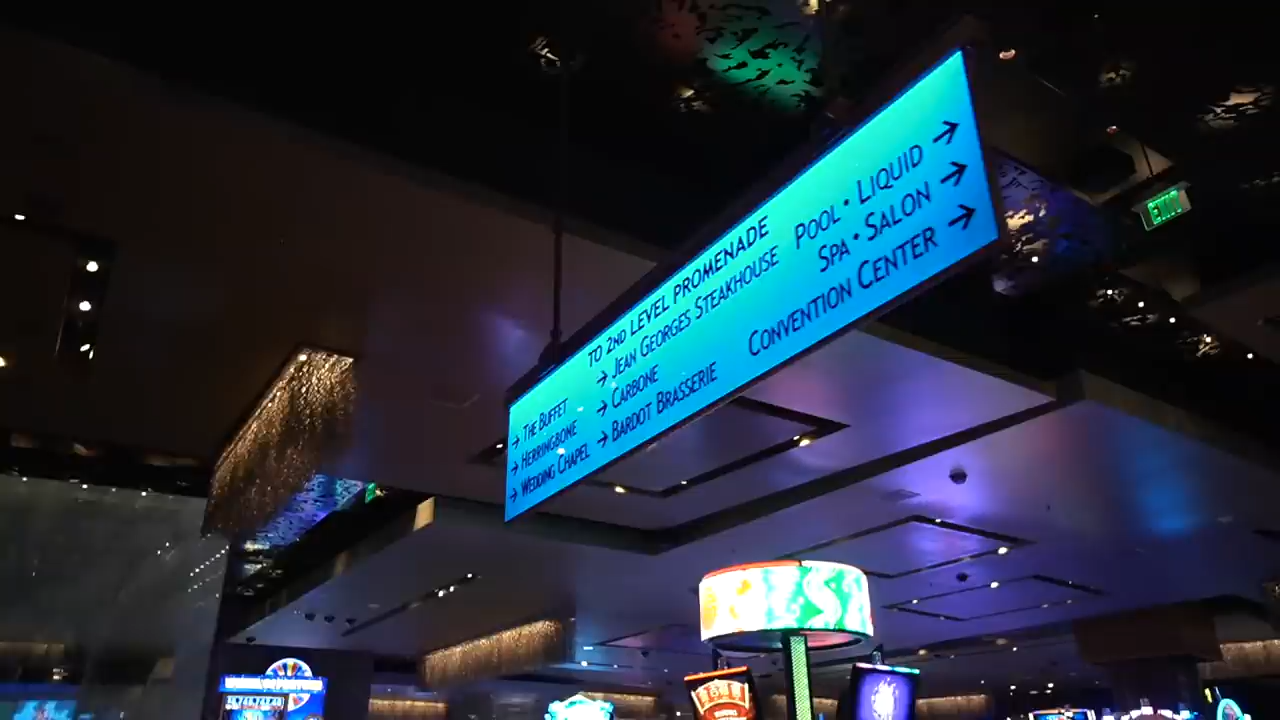 TO 2ND LEVEL PROMENADE
→ THE BUFFET
→ HERRINGBONE
→ WEDDING CHAPEL
→ JEAN GEORGES STEAKHOUSE
→ CARBONE
→ BARDOT BRASSERIE
POOL • LIQUID →
SPA • SALON →
CONVENTION CENTER →
EXIT